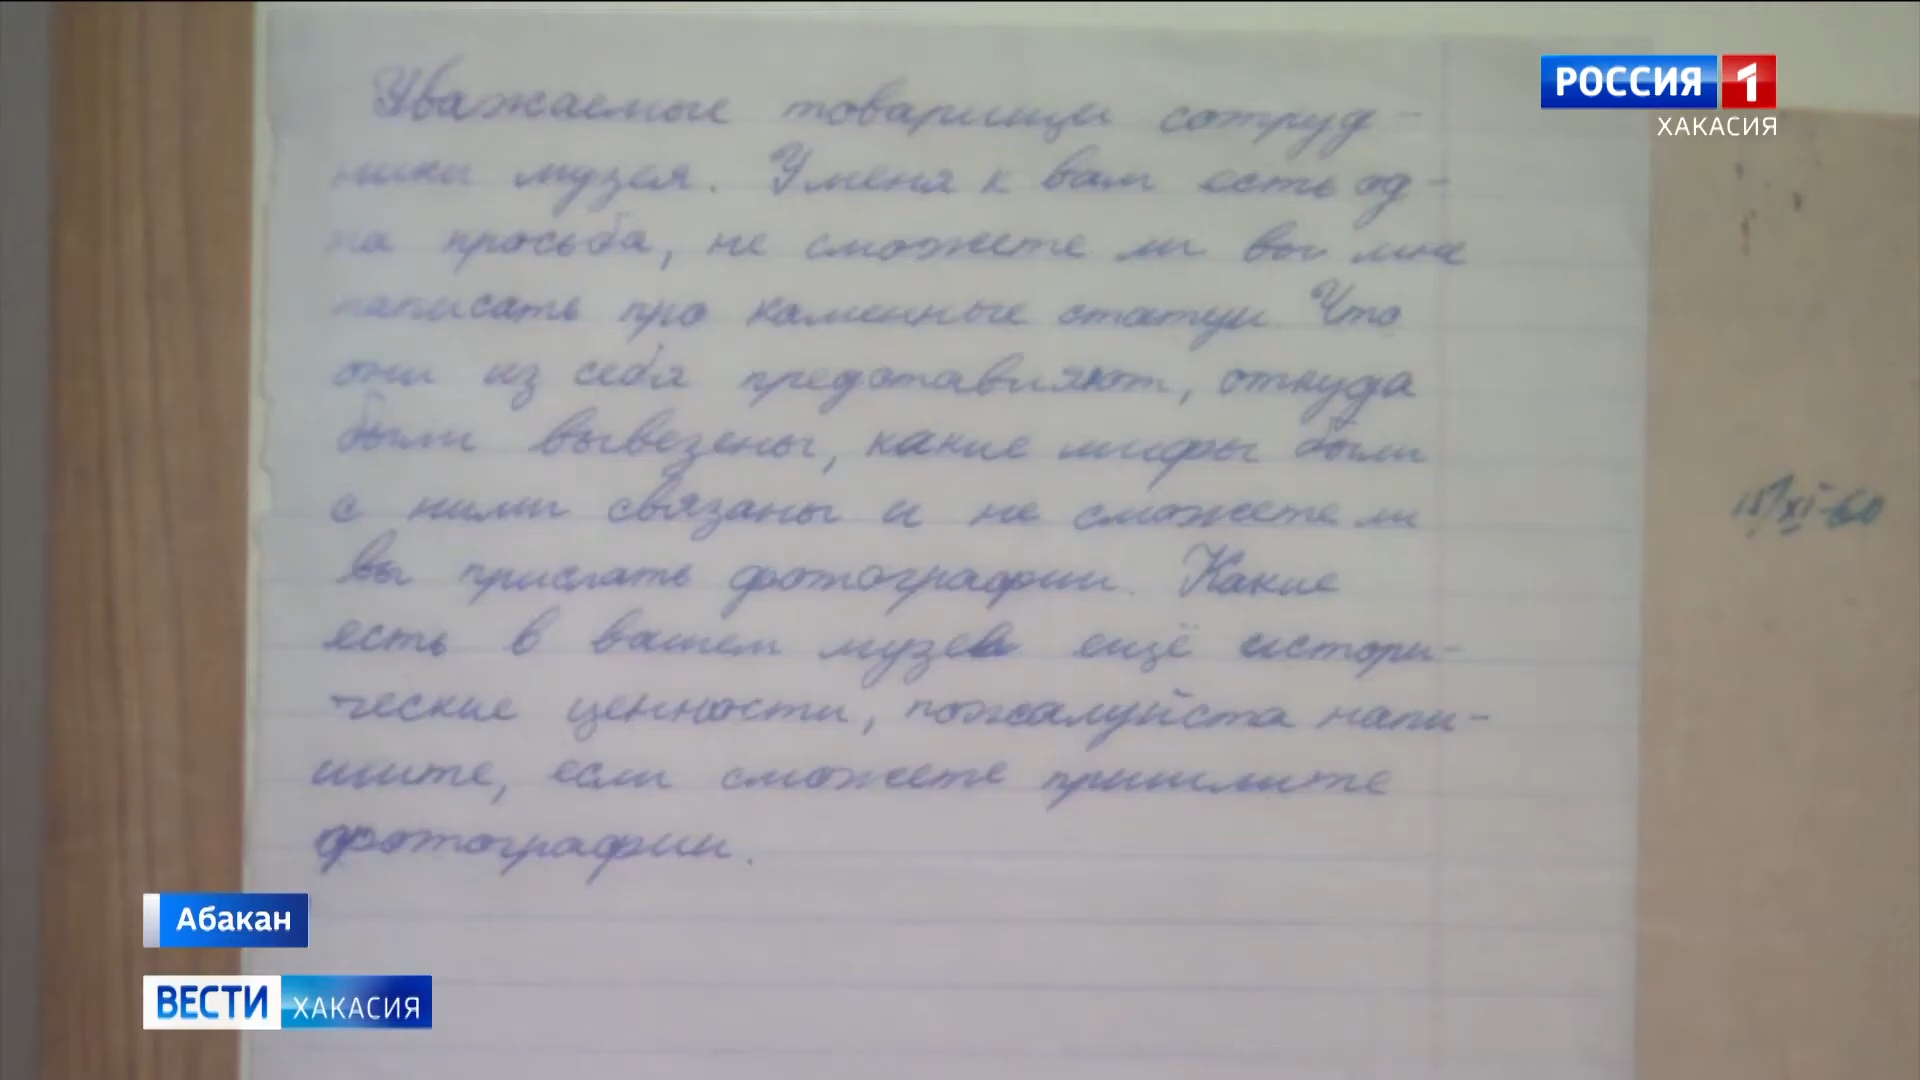 Уважаемые товарищи сотруд-
ники музея. У меня к вам есть од-
на просьба, не сможете ли вы мне
написать про каменные статуи. Что
они из себя представляют, откуда
были вывезены, какие мифы были
с ними связаны и не сможете ли
вы прислать фотографии. Какие
есть в вашем музее ещё истори-
ческие ценности, пожалуйста напи-
шите, если сможете пришлите
фотографии.
РОССИЯ 1
ХАКАСИЯ
Абакан
ВЕСТИ ХАКАСИЯ